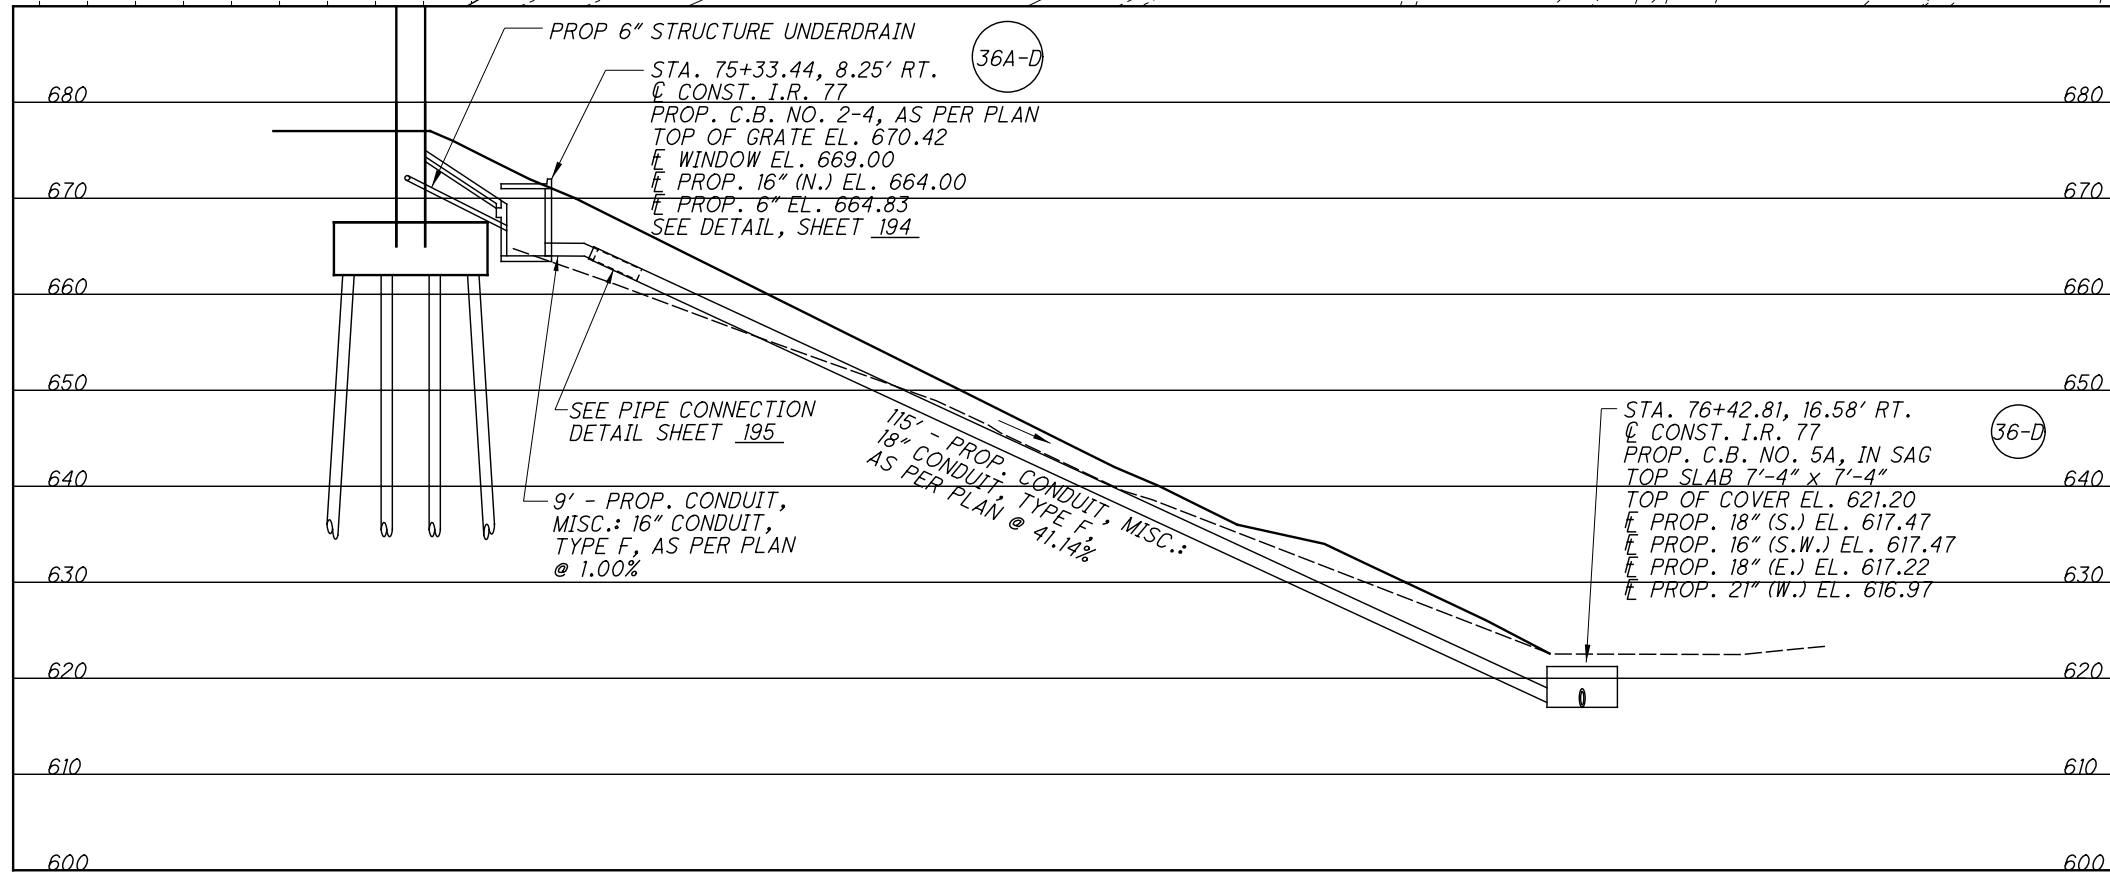 PROP 6" STRUCTURE UNDERDRAIN
36A-D
STA. 75+33.44, 8.25' RT.
℄ CONST. I.R. 77
PROP. C.B. NO. 2-4, AS PER PLAN
TOP OF GRATE EL. 670.42
WINDOW EL. 669.00
PROP. 16" (N.) EL. 664.00
PROP. 6" EL. 664.83
SEE DETAIL, SHEET 194
680
680
670
670
660
660
650
650
SEE PIPE CONNECTION
DETAIL SHEET 195
115' - PROP. CONDUIT, MISC.:
18" CONDUIT, TYPE F,
AS PER PLAN @ 41.14%
STA. 76+42.81, 16.58' RT.
℄ CONST. I.R. 77
PROP. C.B. NO. 5A, IN SAG
TOP SLAB 7'-4" x 7'-4"
TOP OF COVER EL. 621.20
PROP. 18" (S.) EL. 617.47
PROP. 16" (S.W.) EL. 617.47
PROP. 18" (E.) EL. 617.22
PROP. 21" (W.) EL. 616.97
36-D
640
640
9' - PROP. CONDUIT,
MISC.: 16" CONDUIT,
TYPE F, AS PER PLAN
@ 1.00%
630
630
620
620
610
610
600
600